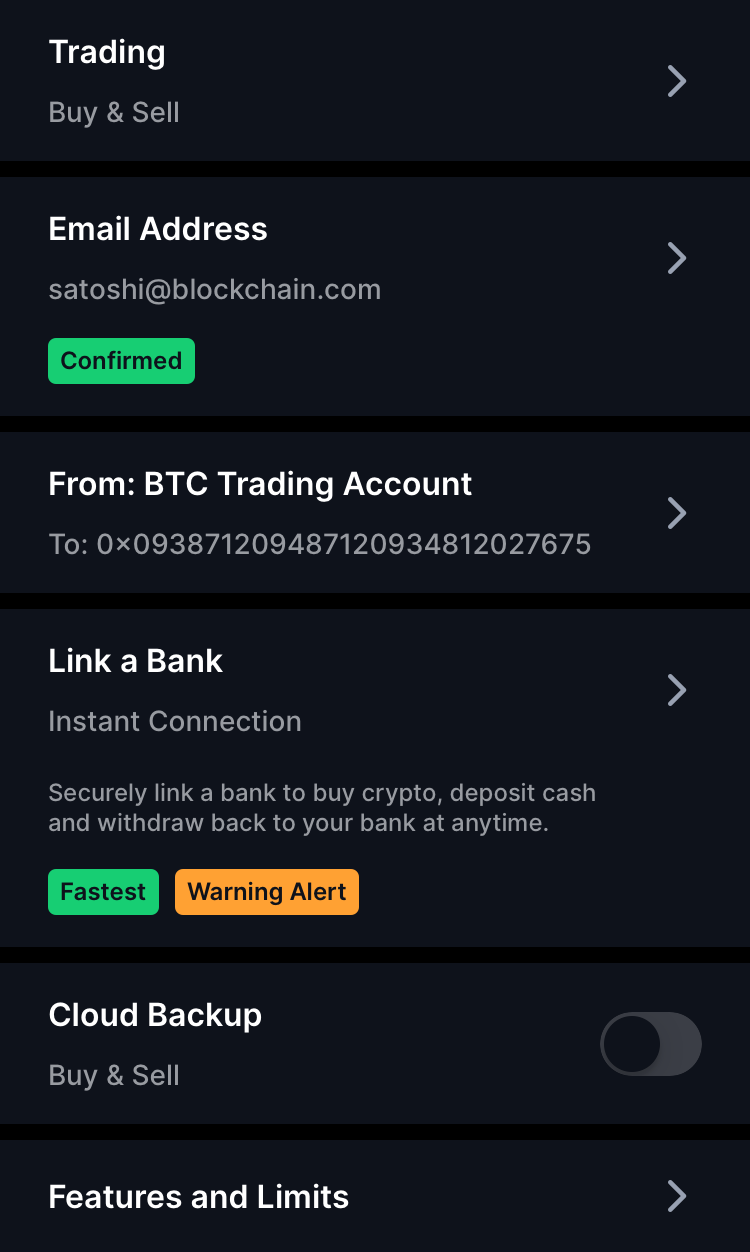 Trading
Buy & Sell
Email Address
satoshi@blockchain.com
Confirmed
From: BTC Trading Account
To: 0×093871209487120934812027675
Link a Bank
Instant Connection
Securely link a bank to buy crypto, deposit cash
and withdraw back to your bank at anytime.
Fastest
Warning Alert
Cloud Backup
Buy & Sell
Features and Limits